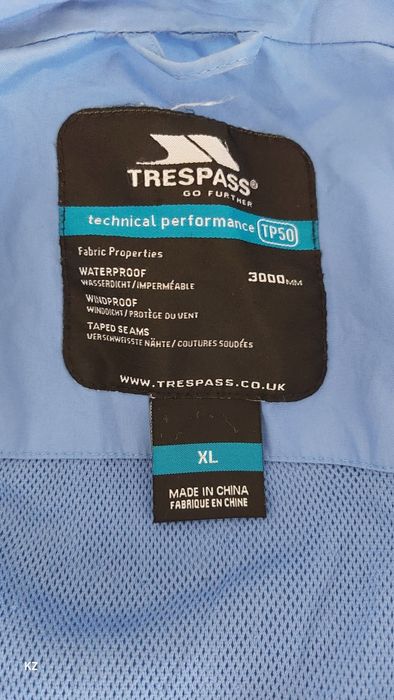 TRESPASS®
GO FURTHER
technical performance TP50
Fabric Properties
WATERPROOF 3000MM
WASSERDICHT/IMPERMÉABLE
WINDPROOF
WINDDICHT/PROTÈGE DU VENT
TAPED SEAMS
VERSCHWEISSTE NÄHTE/COUTURES SOUDÉES
WWW.TRESPASS.CO.UK
XL
MADE IN CHINA
FABRIQUE EN CHINE
KZ